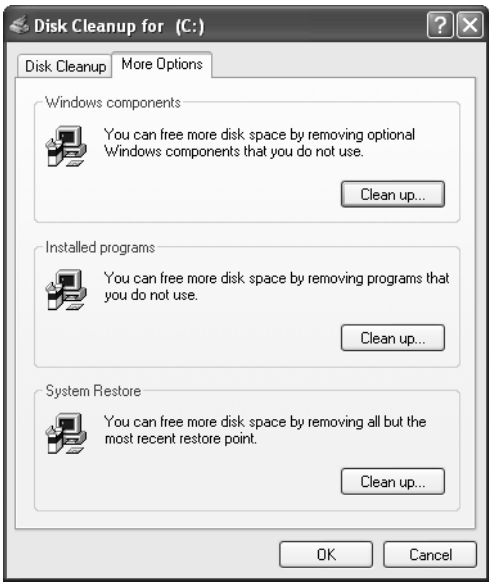 Disk Cleanup for (C:)
Disk Cleanup
More Options
Windows components
You can free more disk space by removing optional
Windows components that you do not use.
Clean up...
Installed programs
You can free more disk space by removing programs that
you do not use.
Clean up...
System Restore
You can free more disk space by removing all but the
most recent restore point.
Clean up...
OK
Cancel